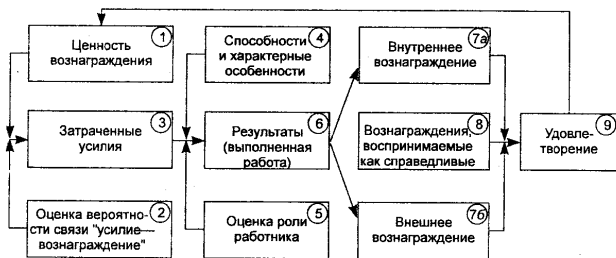 1
Ценность
вознаграждения
3
Затраченные
усилия
2
Оценка вероятно-
сти связи "усилие—
вознаграждение"
4
Способности
и характерные
особенности
6
Результаты
(выполненная
работа)
5
Оценка роли
работника
7а
Внутреннее
вознаграждение
8
Вознаграждения,
воспринимаемые
как справедливые
7б
Внешнее
вознаграждение
9
Удовле-
творение